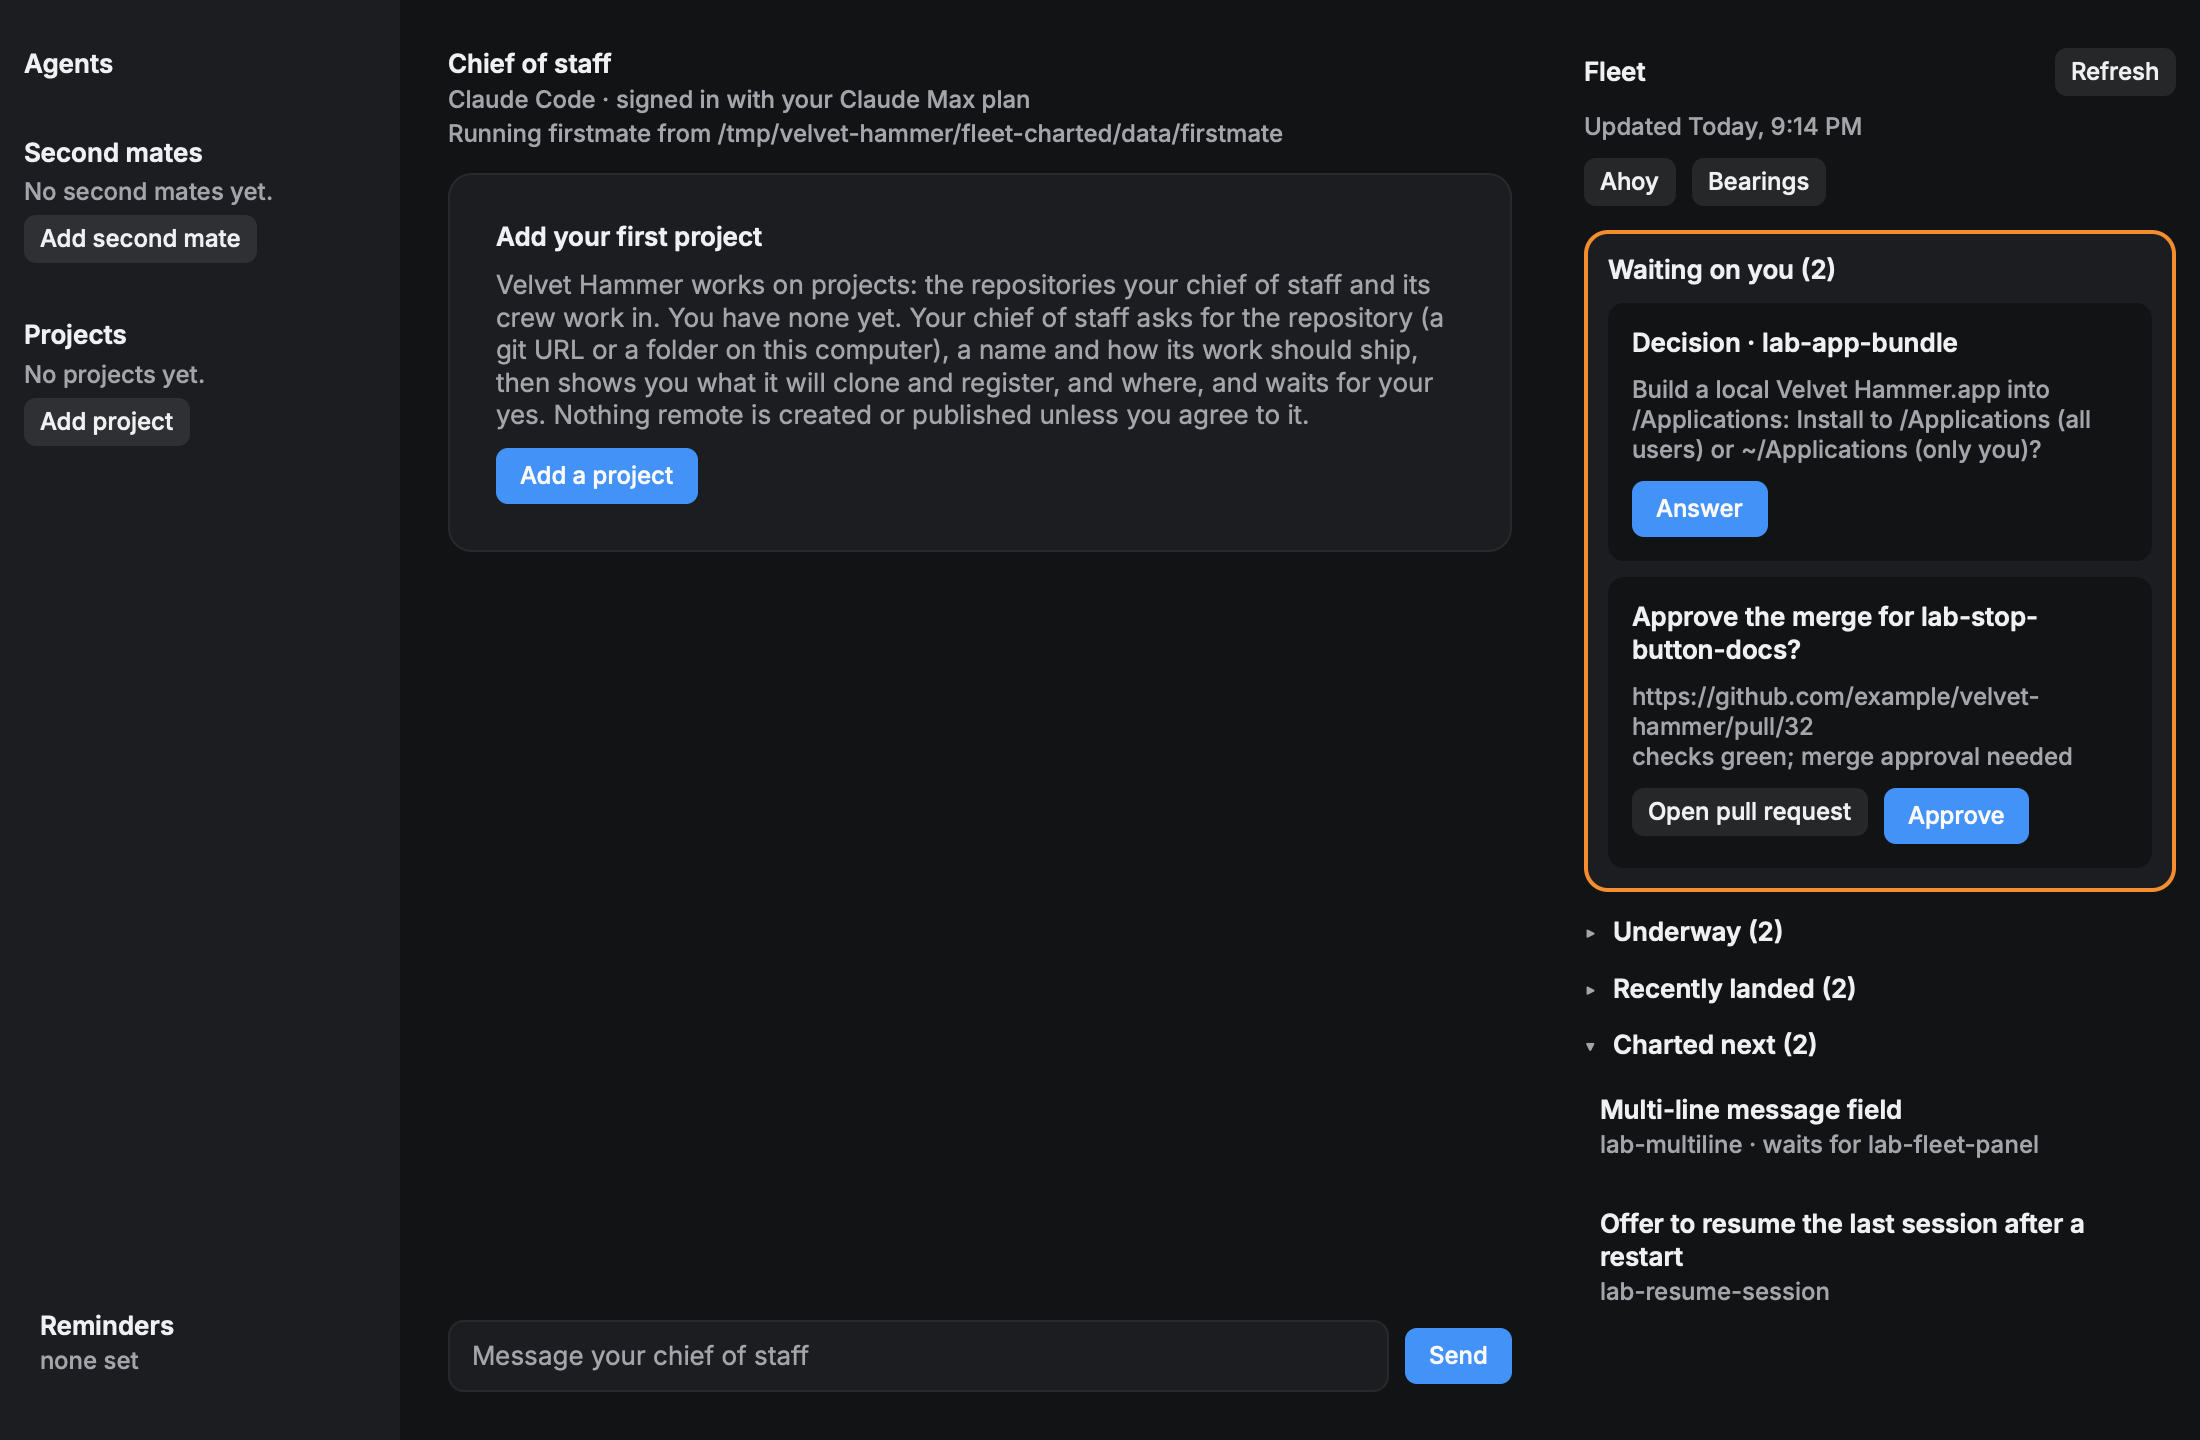 Agents
Second mates
No second mates yet.
Add second mate
Projects
No projects yet.
Add project
Reminders
none set
Chief of staff
Claude Code · signed in with your Claude Max plan
Running firstmate from /tmp/velvet-hammer/fleet-charted/data/firstmate
Add your first project
Velvet Hammer works on projects: the repositories your chief of staff and its
crew work in. You have none yet. Your chief of staff asks for the repository (a
git URL or a folder on this computer), a name and how its work should ship,
then shows you what it will clone and register, and where, and waits for your
yes. Nothing remote is created or published unless you agree to it.
Add a project
Message your chief of staff
Send
Fleet
Refresh
Updated Today, 9:14 PM
Ahoy
Bearings
Waiting on you (2)
Decision · lab-app-bundle
Build a local Velvet Hammer.app into
/Applications: Install to /Applications (all
users) or ~/Applications (only you)?
Answer
Approve the merge for lab-stop-
button-docs?
https://github.com/example/velvet-
hammer/pull/32
checks green; merge approval needed
Open pull request
Approve
Underway (2)
Recently landed (2)
Charted next (2)
Multi-line message field
lab-multiline · waits for lab-fleet-panel
Offer to resume the last session after a
restart
lab-resume-session